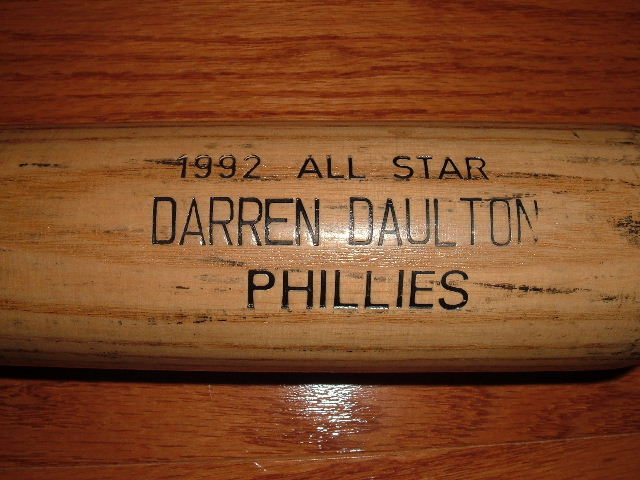 1992 ALL STAR
DARREN DAULTON
PHILLIES